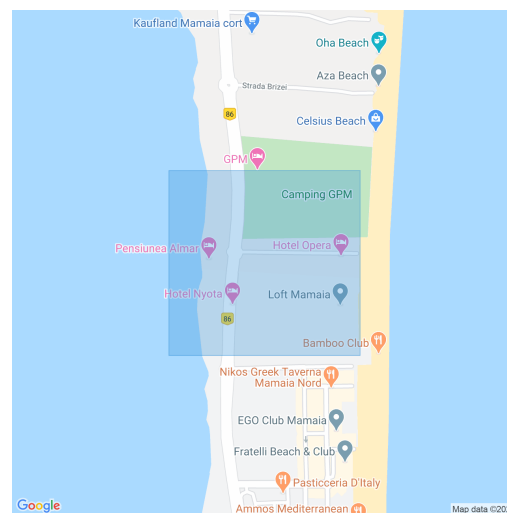 Kaufland Mamaia cort
Oha Beach
Aza Beach
Strada Brizei
86
Celsius Beach
GPM
Camping GPM
Pensiunea Almar
Hotel Opera
Hotel Nyota
Loft Mamaia
86
Bamboo Club
Nikos Greek Taverna
Mamaia Nord
EGO Club Mamaia
Fratelli Beach & Club
Pasticceria D'Italy
Ammos Mediterranean
Google
Map data ©202